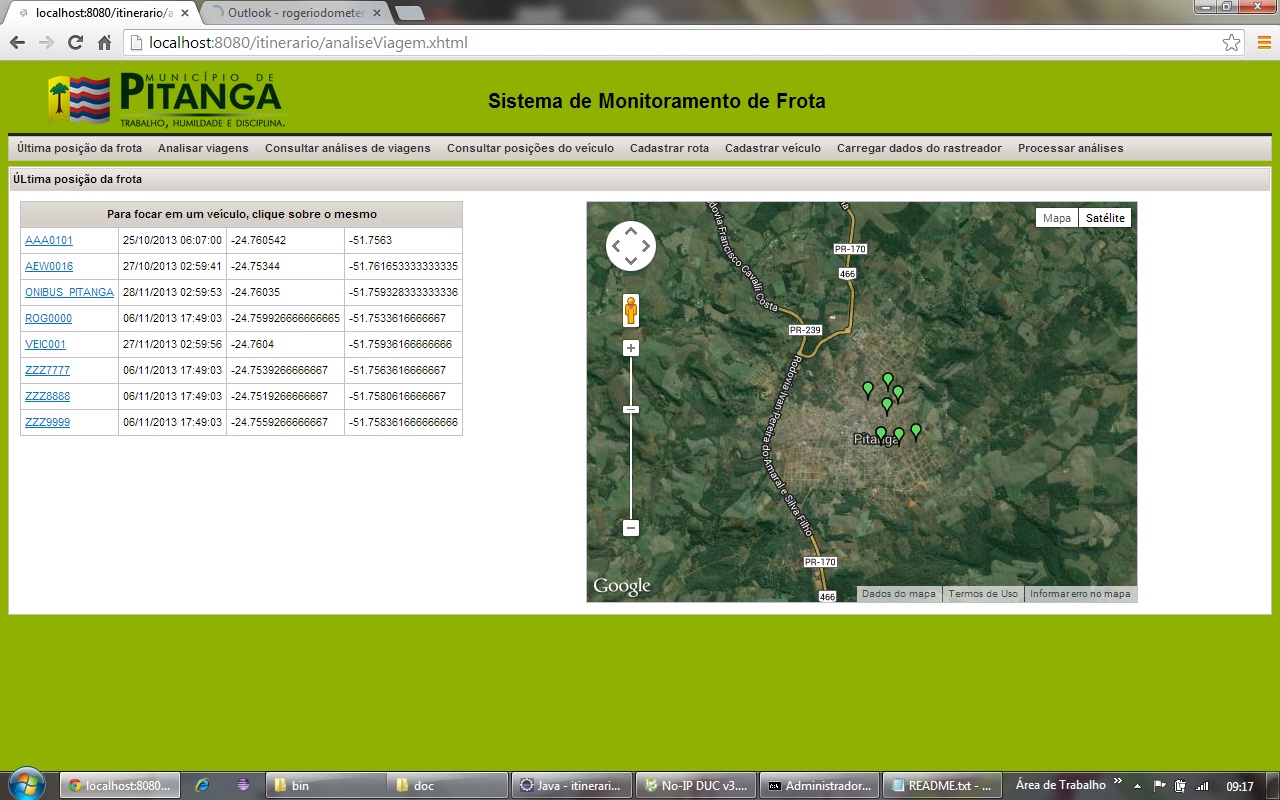 localhost:8080/itinerario/a
Outlook - rogeriodometer
localhost:8080/itinerario/analiseViagem.xhtml
MUNICÍPIO DE
PITANGA
TRABALHO, HUMILDADE E DISCIPLINA.
Sistema de Monitoramento de Frota
Última posição da frota Analisar viagens Consultar análises de viagens Consultar posições do veículo Cadastrar rota Cadastrar veículo Carregar dados do rastreador Processar análises
ÚLtima posição da frota
Para focar em um veículo, clique sobre o mesmo
AAA0101 25/10/2013 06:07:00 -24.760542 -51.7563
AEW0016 27/10/2013 02:59:41 -24.75344 -51.761653333333335
ONIBUS_PITANGA 28/11/2013 02:59:53 -24.76035 -51.759328333333336
ROG0000 06/11/2013 17:49:03 -24.759926666666665 -51.7533616666667
VEIC001 27/11/2013 02:59:56 -24.7604 -51.75936166666666
ZZZ7777 06/11/2013 17:49:03 -24.7539266666667 -51.7563616666667
ZZZ8888 06/11/2013 17:49:03 -24.7519266666667 -51.7580616666667
ZZZ9999 06/11/2013 17:49:03 -24.7559266666667 -51.758361666666666
Mapa Satélite
Rodovia Francisco Cavalli Costa
PR-170
466
PR-239
Rodovia Ivan Pereira do Amaral e Silva Filho
Pitanga
PR-170
466
Google
Dados do mapa Termos de Uso Informar erro no mapa
localhost:8080... bin doc Java - itinerari... No-IP DUC v3.... Administrador... README.txt - ... Área de Trabalho 09:17